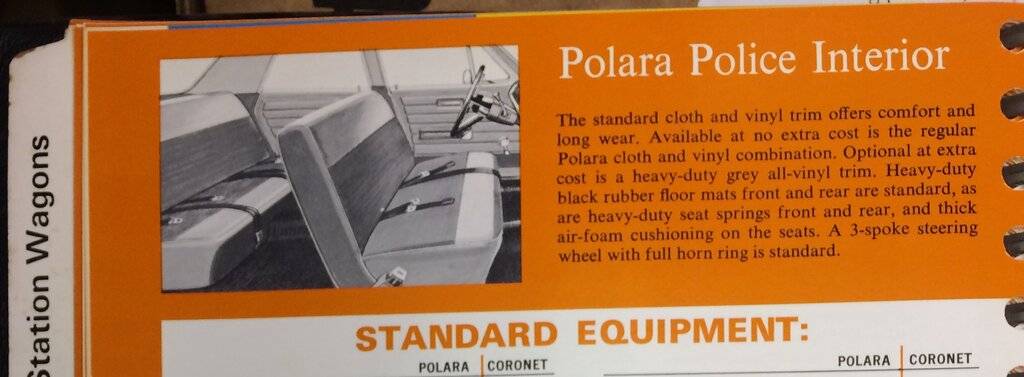 Station Wagons
Polara Police Interior
The standard cloth and vinyl trim offers comfort and
long wear. Available at no extra cost is the regular
Polara cloth and vinyl combination. Optional at extra
cost is a heavy-duty grey all-vinyl trim. Heavy-duty
black rubber floor mats front and rear are standard, as
are heavy-duty seat springs front and rear, and thick
air-foam cushioning on the seats. A 3-spoke steering
wheel with full horn ring is standard.
STANDARD EQUIPMENT:
POLARA CORONET
POLARA CORONET